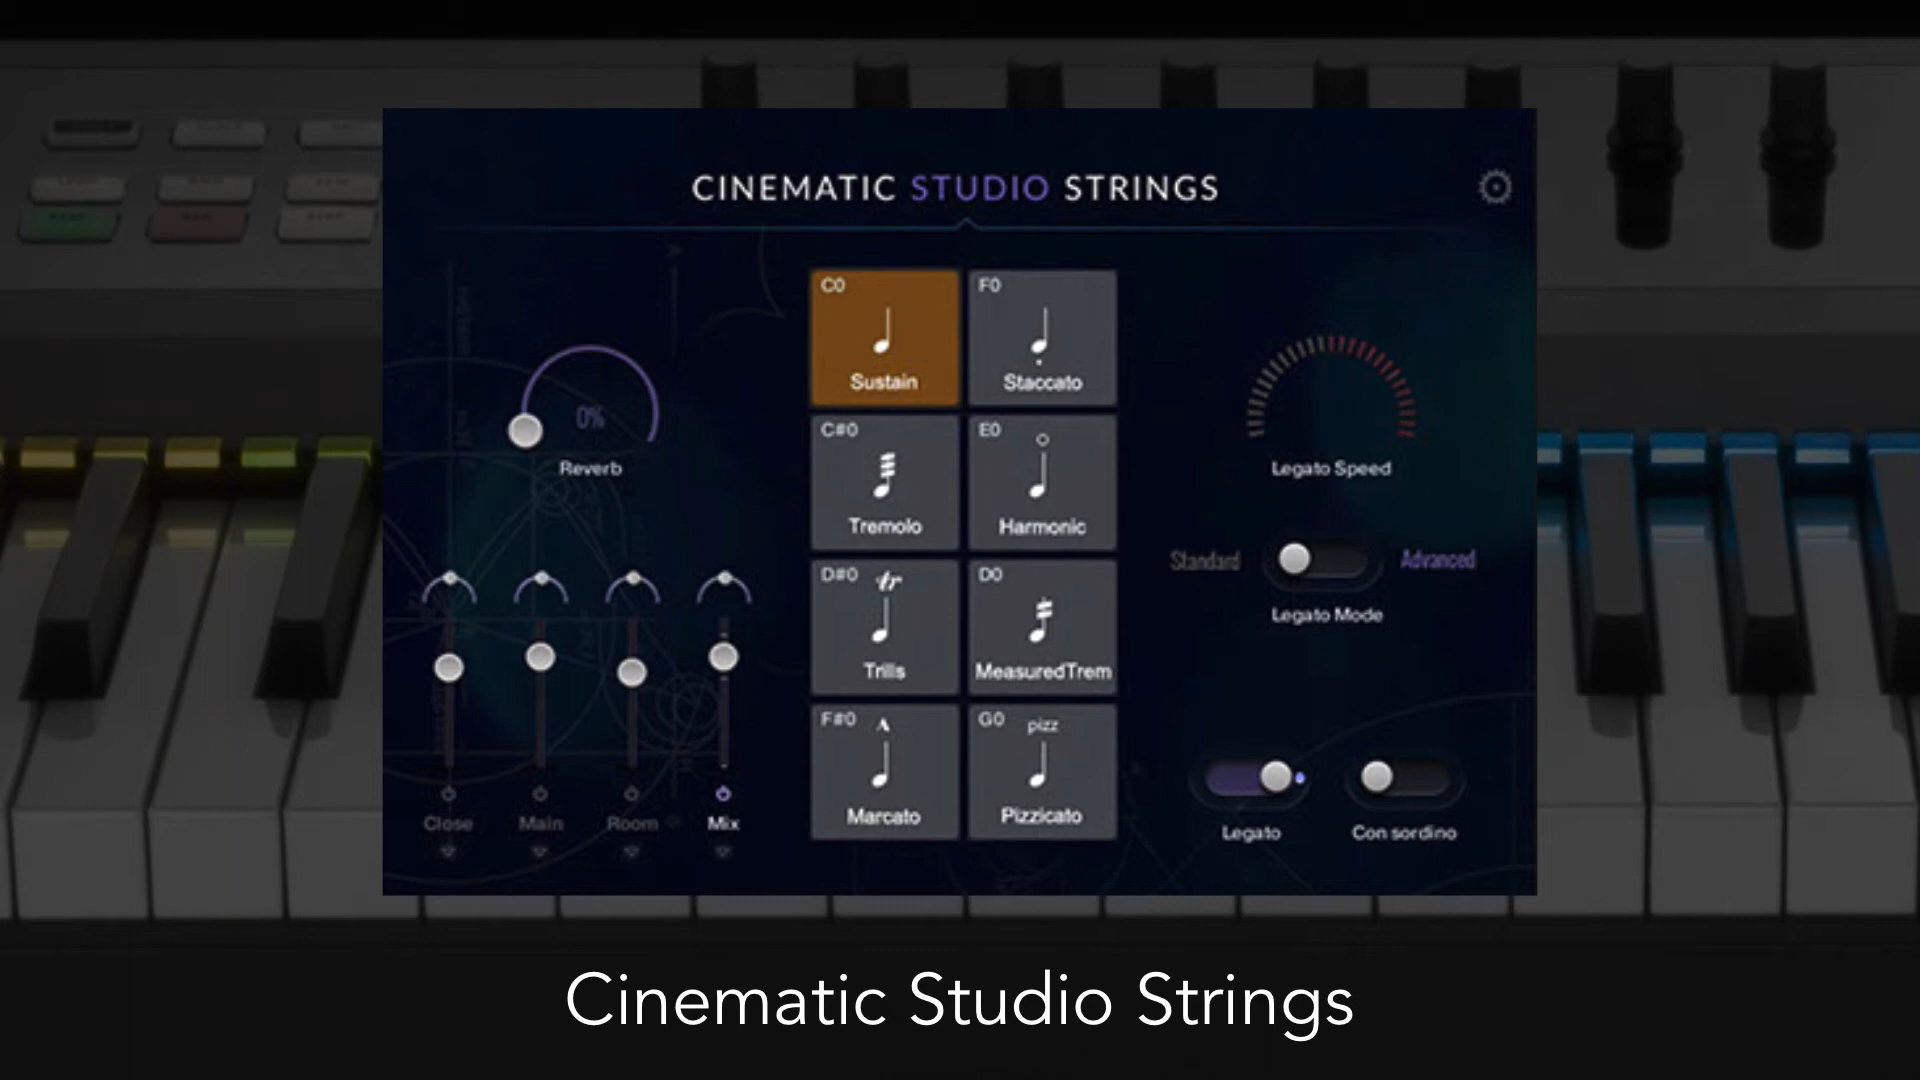 CINEMATIC STUDIO STRINGS
C0
Sustain
F0
Staccato
C#0
Tremolo
E0
Harmonic
D#0
tr
Trills
D0
MeasuredTrem
F#0
Marcato
G0
pizz
Pizzicato
0%
Reverb
Close
Main
Room
Mix
Legato Speed
Standard
Advanced
Legato Mode
Legato
Con sordino
Cinematic Studio Strings